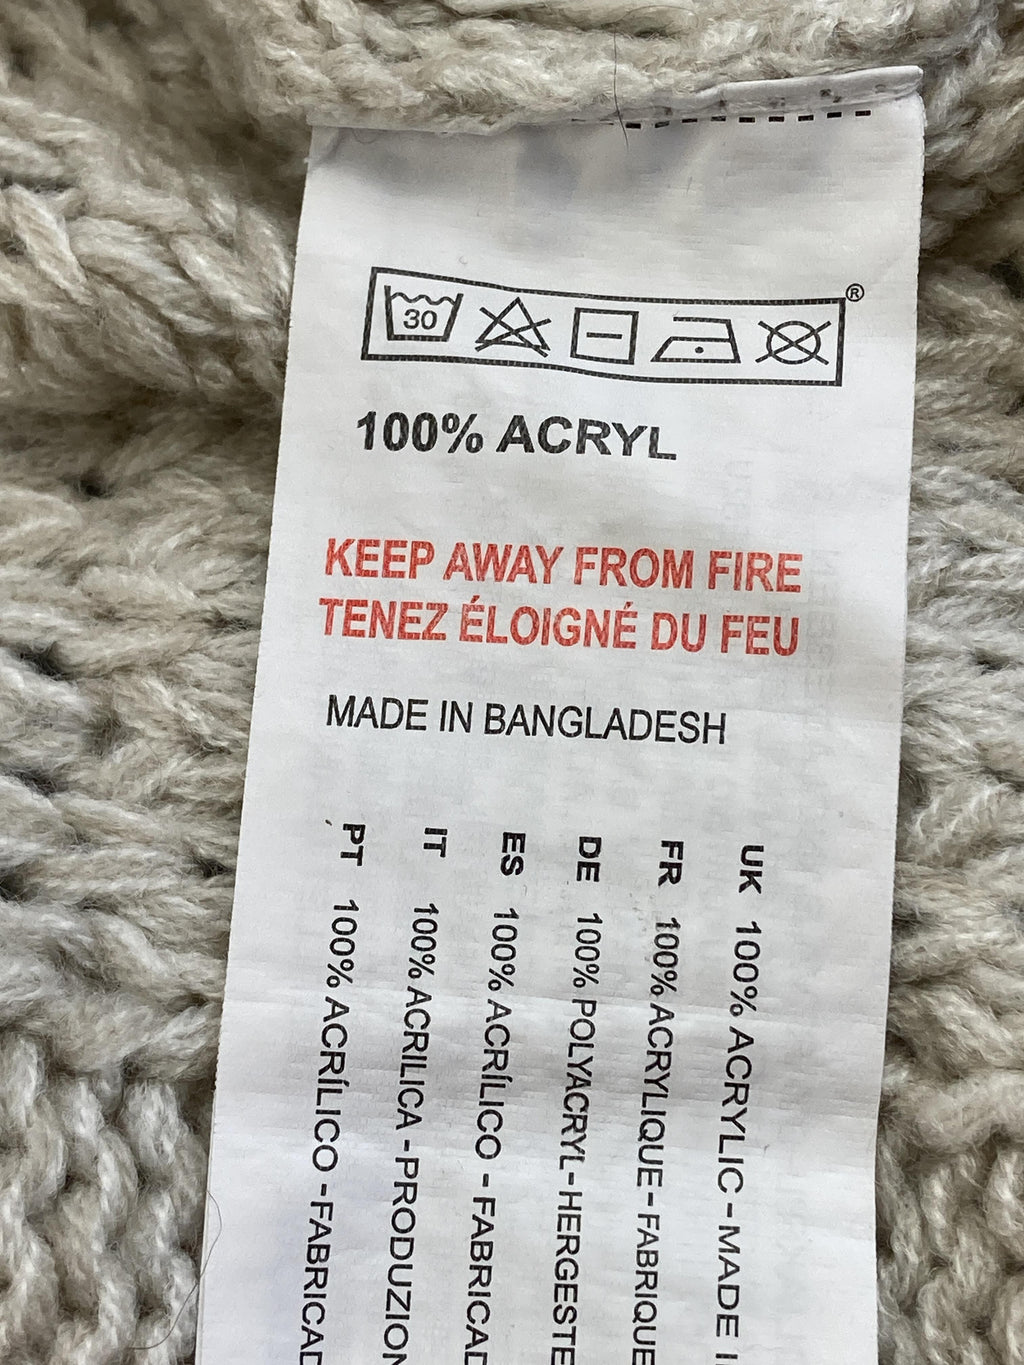 30
®
100% ACRYL
KEEP AWAY FROM FIRE
TENEZ ÉLOIGNÉ DU FEU
MADE IN BANGLADESH
UK 100% ACRYLIC - MADE
FR 100% ACRYLIQUE - FABRIQUE
DE 100% POLYACRYL - HERGESTE
ES 100% ACRÍLICO - FABRICAD
IT 100% ACRILICA - PRODUZION
PT 100% ACRÍLICO - FABRICAD